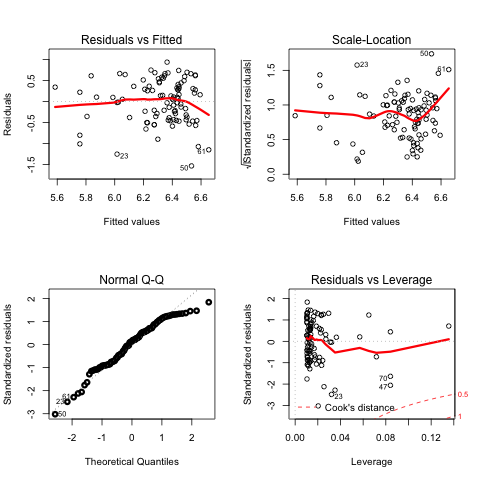 Residuals vs Fitted
Residuals
0.5
-0.5
-1.5
23
61
50
5.6 5.8 6.0 6.2 6.4 6.6
Fitted values
Scale-Location
√|Standardized residuals|
1.5
1.0
0.5
0.0
50
23
61
5.6 5.8 6.0 6.2 6.4 6.6
Fitted values
Normal Q-Q
Standardized residuals
2
1
0
-1
-2
-3
61
23
50
-2 -1 0 1 2
Theoretical Quantiles
Residuals vs Leverage
Standardized residuals
2
1
0
-1
-2
-3
70
47
23
Cook's distance
0.5
1
0.00 0.04 0.08 0.12
Leverage